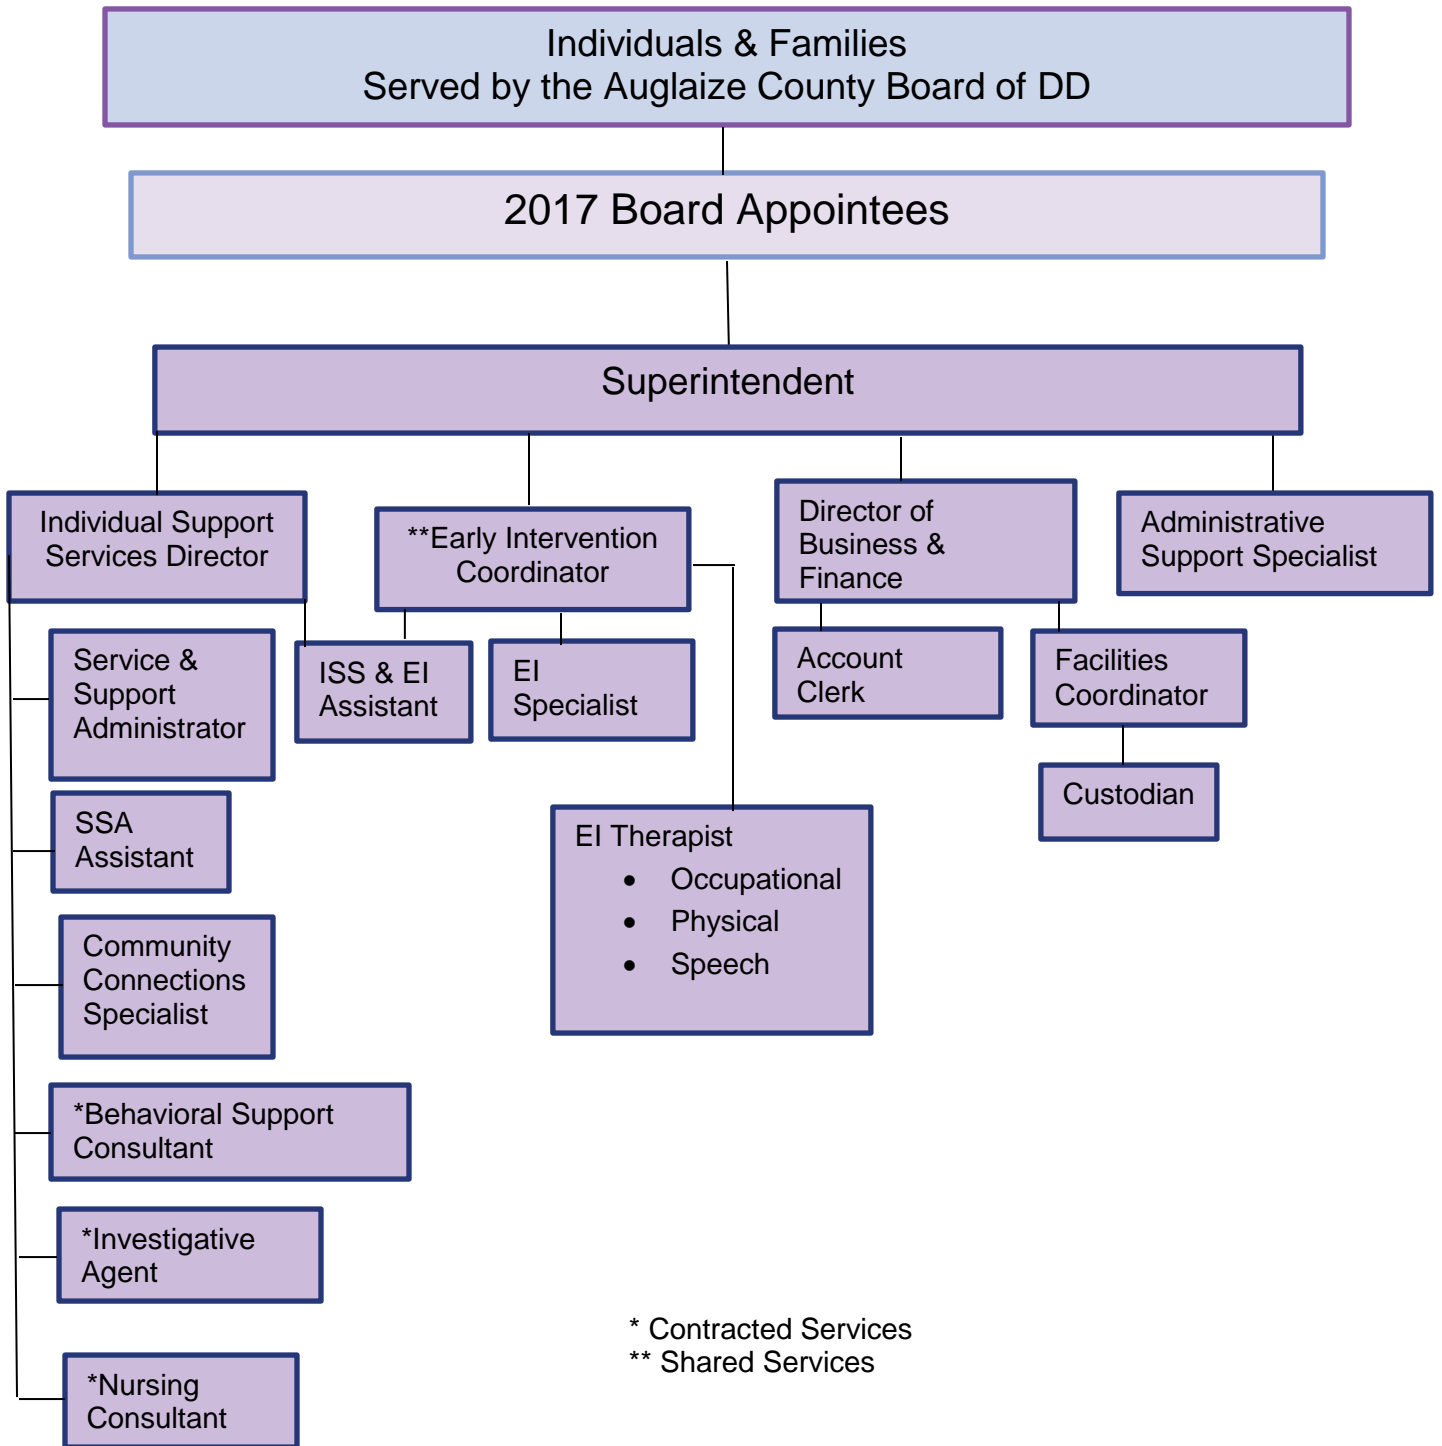 Individuals & Families
Served by the Auglaize County Board of DD
2017 Board Appointees
Superintendent
Individual Support
Services Director
**Early Intervention
Coordinator
Director of
Business &
Finance
Administrative
Support Specialist
Service &
Support
Administrator
ISS & EI
Assistant
EI
Specialist
Account
Clerk
Facilities
Coordinator
Custodian
SSA
Assistant
EI Therapist
• Occupational
• Physical
• Speech
Community
Connections
Specialist
*Behavioral Support
Consultant
*Investigative
Agent
*Nursing
Consultant
* Contracted Services
** Shared Services